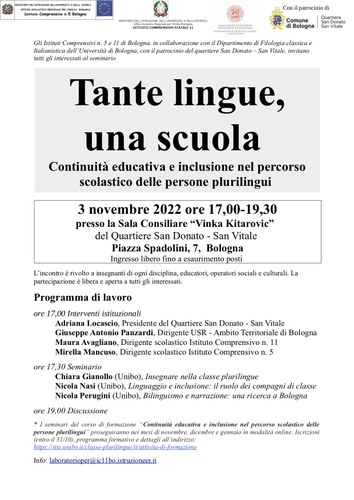 Con il patrocinio di
Istituto Comprensivo n. 5 Bologna
ISTITUTO COMPRENSIVO STATALE 11
Comune
di Bologna
Quartiere
San Donato
San Vitale
Gli Istituti Comprensivi n. 5 e 11 di Bologna, in collaborazione con il Dipartimento di Filologia classica e
Italianistica dell'Università di Bologna, con il patrocinio del quartiere San Donato – San Vitale, invitano
tutti gli interessati al seminario
Tante lingue,
una scuola
Continuità educativa e inclusione nel percorso
scolastico delle persone plurilingui
3 novembre 2022 ore 17,00-19,30
presso la Sala Consiliare “Vinka Kitarovic”
del Quartiere San Donato - San Vitale
Piazza Spadolini, 7, Bologna
Ingresso libero fino a esaurimento posti
L'incontro è rivolto a insegnanti di ogni disciplina, educatori, operatori sociali e culturali. La
partecipazione è libera e aperta a tutti gli interessati.
Programma di lavoro
ore 17,00 Interventi istituzionali
Adriana Locascio, Presidente del Quartiere San Donato - San Vitale
Giuseppe Antonio Panzardi, Dirigente USR - Ambito Territoriale di Bologna
Maura Avagliano, Dirigente scolastico Istituto Comprensivo n. 11
Mirella Mancuso, Dirigente scolastico Istituto Comprensivo n. 5
ore 17,30 Seminario
Chiara Gianollo (Unibo), Insegnare nella classe plurilingue
Nicola Nasi (Unibo), Linguaggio e inclusione: il ruolo dei compagni di classe
Nicola Perugini (Unibo), Bilinguismo e narrazione: una ricerca a Bologna
ore 19,00 Discussione
* I seminari del corso di formazione “Continuità educativa e inclusione nel percorso scolastico delle
persone plurilingui” proseguiranno nei mesi di novembre, dicembre e gennaio in modalità online. Iscrizioni
(entro il 31/10), programma formativo e dettagli all'indirizzo:
https://site.unibo.it/classe-plurilingue/it/attivita-di-formazione
Info: laboratorioper@ic11bo.istruzioneer.it